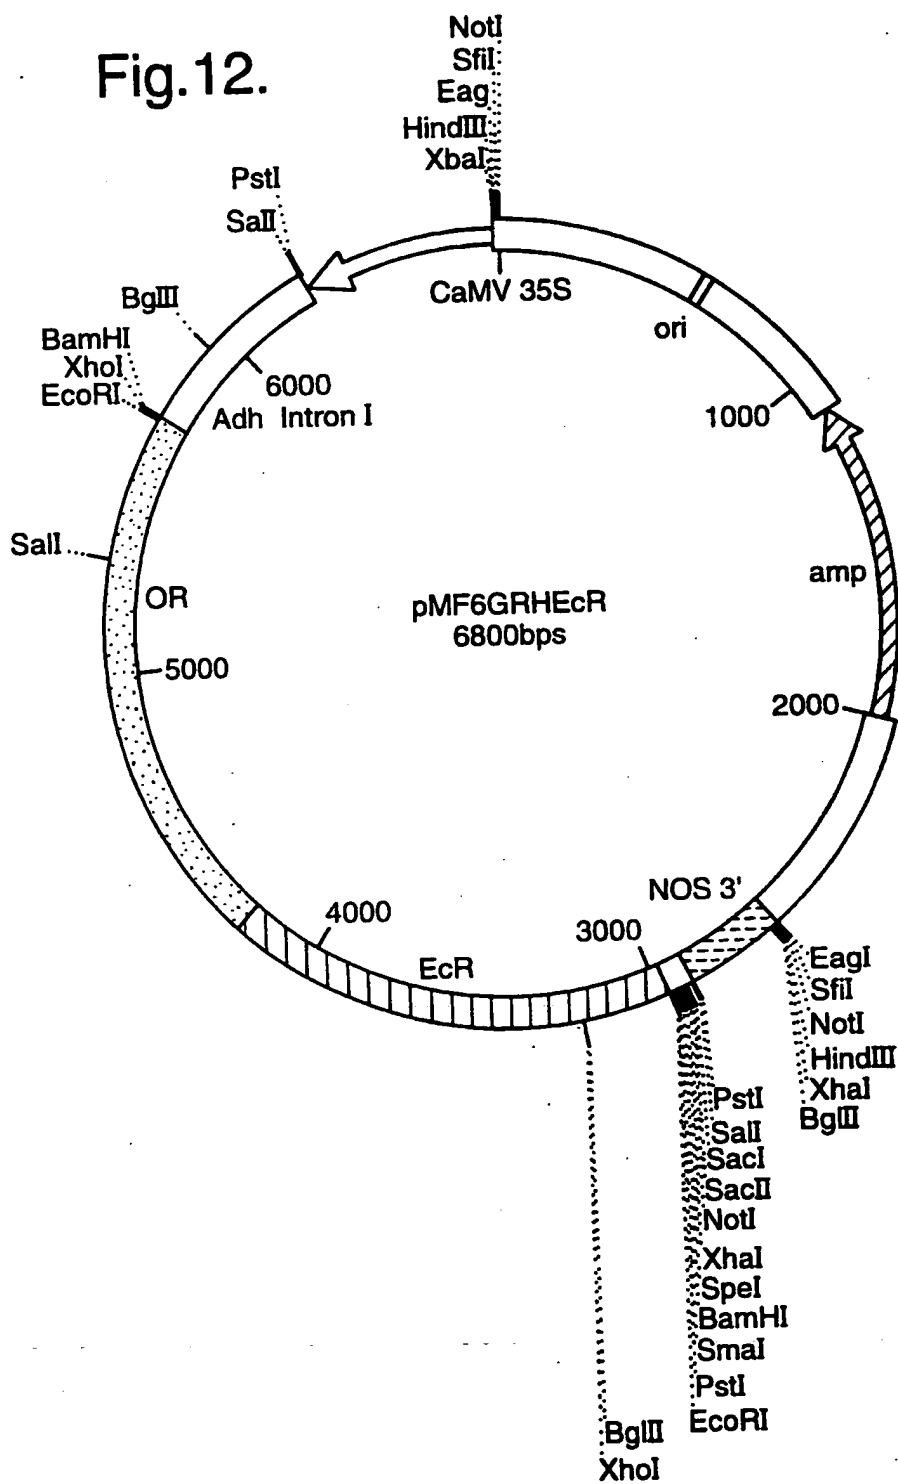 Fig.12.
NotI
SfiI
Eag
HindIII
XbaI
PstI
SalI
BglII
BamHI
XhoI
EcoRI
SalI
CaMV 35S
ori
1000
6000
Adh Intron I
amp
OR
pMF6GRHEcR
6800bps
5000
2000
NOS 3'
4000
3000
EcR
EagI
SfiI
NotI
HindIII
XhaI
BglII
PstI
SalI
SacI
SacII
NotI
XhaI
SpeI
BamHI
SmaI
PstI
EcoRI
BglII
XhoI